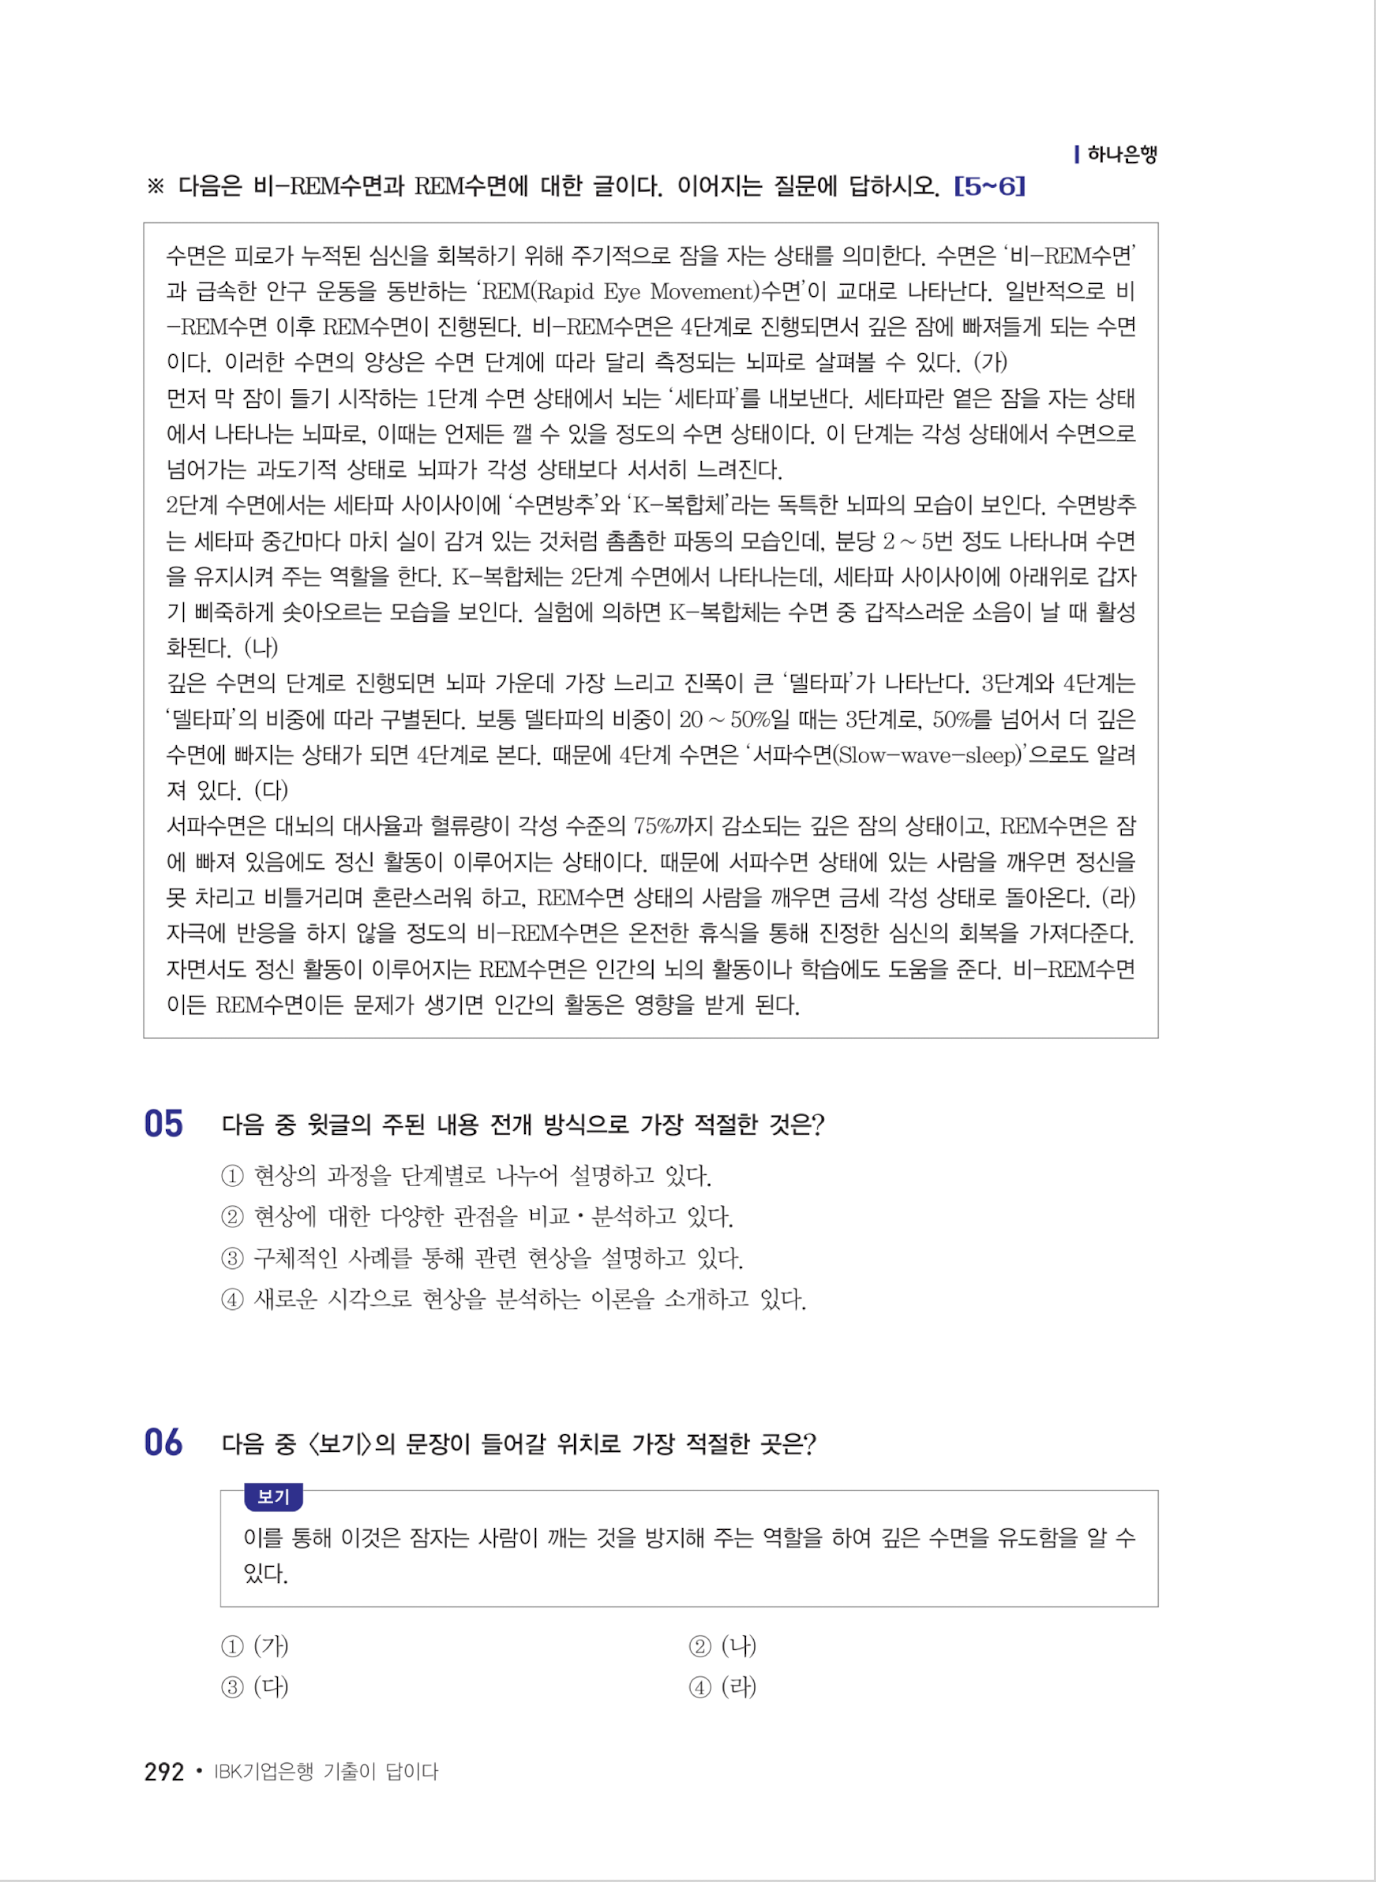 하나은행
※ 다음은 비-REM수면과 REM수면에 대한 글이다. 이어지는 질문에 답하시오. [5~6]
수면은 피로가 누적된 심신을 회복하기 위해 주기적으로 잠을 자는 상태를 의미한다. 수면은 ‘비-REM수면’
과 급속한 안구 운동을 동반하는 ‘REM(Rapid Eye Movement)수면’이 교대로 나타난다. 일반적으로 비
-REM수면 이후 REM수면이 진행된다. 비-REM수면은 4단계로 진행되면서 깊은 잠에 빠져들게 되는 수면
이다. 이러한 수면의 양상은 수면 단계에 따라 달리 측정되는 뇌파로 살펴볼 수 있다. (가)
먼저 막 잠이 들기 시작하는 1단계 수면 상태에서 뇌는 ‘세타파’를 내보낸다. 세타파란 옅은 잠을 자는 상태
에서 나타나는 뇌파로, 이때는 언제든 깰 수 있을 정도의 수면 상태이다. 이 단계는 각성 상태에서 수면으로
넘어가는 과도기적 상태로 뇌파가 각성 상태보다 서서히 느려진다.
2단계 수면에서는 세타파 사이사이에 ‘수면방추’와 ‘K-복합체’라는 독특한 뇌파의 모습이 보인다. 수면방추
는 세타파 중간마다 마치 실이 감겨 있는 것처럼 촘촘한 파동의 모습인데, 분당 2 ~ 5번 정도 나타나며 수면
을 유지시켜 주는 역할을 한다. K-복합체는 2단계 수면에서 나타나는데, 세타파 사이사이에 아래위로 갑자
기 삐죽하게 솟아오르는 모습을 보인다. 실험에 의하면 K-복합체는 수면 중 갑작스러운 소음이 날 때 활성
화된다. (나)
깊은 수면의 단계로 진행되면 뇌파 가운데 가장 느리고 진폭이 큰 ‘델타파’가 나타난다. 3단계와 4단계는
‘델타파’의 비중에 따라 구별된다. 보통 델타파의 비중이 20 ~ 50%일 때는 3단계로, 50%를 넘어서 더 깊은
수면에 빠지는 상태가 되면 4단계로 본다. 때문에 4단계 수면은 ‘서파수면(Slow-wave-sleep)’으로도 알려
져 있다. (다)
서파수면은 대뇌의 대사율과 혈류량이 각성 수준의 75%까지 감소되는 깊은 잠의 상태이고, REM수면은 잠
에 빠져 있음에도 정신 활동이 이루어지는 상태이다. 때문에 서파수면 상태에 있는 사람을 깨우면 정신을
못 차리고 비틀거리며 혼란스러워 하고, REM수면 상태의 사람을 깨우면 금세 각성 상태로 돌아온다. (라)
자극에 반응을 하지 않을 정도의 비-REM수면은 온전한 휴식을 통해 진정한 심신의 회복을 가져다준다.
자면서도 정신 활동이 이루어지는 REM수면은 인간의 뇌의 활동이나 학습에도 도움을 준다. 비-REM수면
이든 REM수면이든 문제가 생기면 인간의 활동은 영향을 받게 된다.
05 다음 중 윗글의 주된 내용 전개 방식으로 가장 적절한 것은?
① 현상의 과정을 단계별로 나누어 설명하고 있다.
② 현상에 대한 다양한 관점을 비교·분석하고 있다.
③ 구체적인 사례를 통해 관련 현상을 설명하고 있다.
④ 새로운 시각으로 현상을 분석하는 이론을 소개하고 있다.
06 다음 중 〈보기〉의 문장이 들어갈 위치로 가장 적절한 곳은?
보기
이를 통해 이것은 잠자는 사람이 깨는 것을 방지해 주는 역할을 하여 깊은 수면을 유도함을 알 수
있다.
① (가) ② (나)
③ (다) ④ (라)
292 • IBK기업은행 기출이 답이다